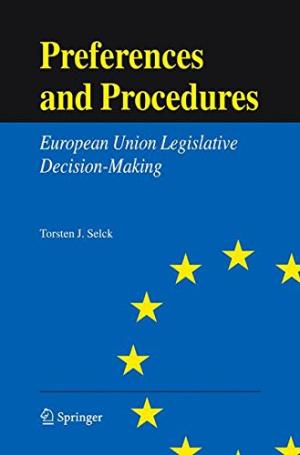 Preferences
and Procedures
European Union Legislative
Decision-Making
Torsten J. Selck
Springer